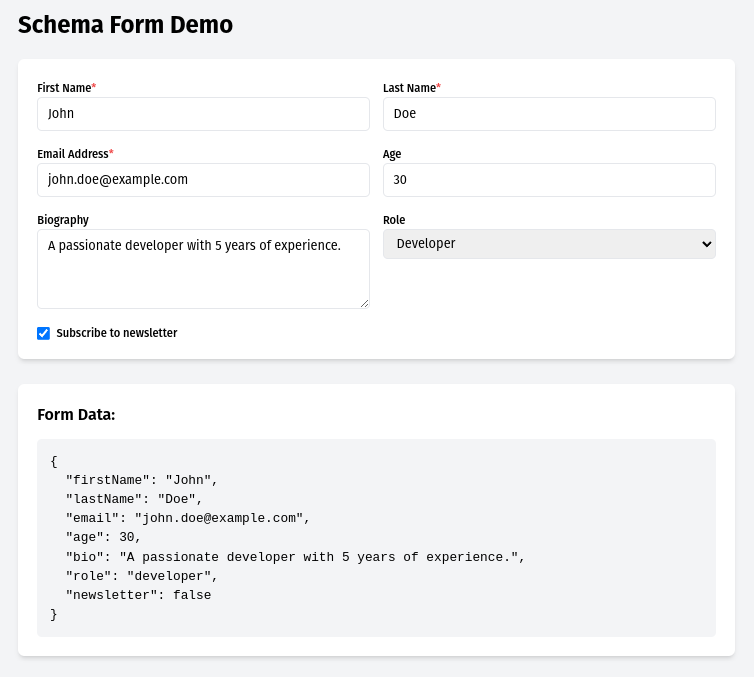 Schema Form Demo
First Name* Last Name*
John Doe
Email Address* Age
john.doe@example.com 30
Biography Role
A passionate developer with 5 years of experience. Developer
Subscribe to newsletter
Form Data:
{
  "firstName": "John",
  "lastName": "Doe",
  "email": "john.doe@example.com",
  "age": 30,
  "bio": "A passionate developer with 5 years of experience.",
  "role": "developer",
  "newsletter": false
}